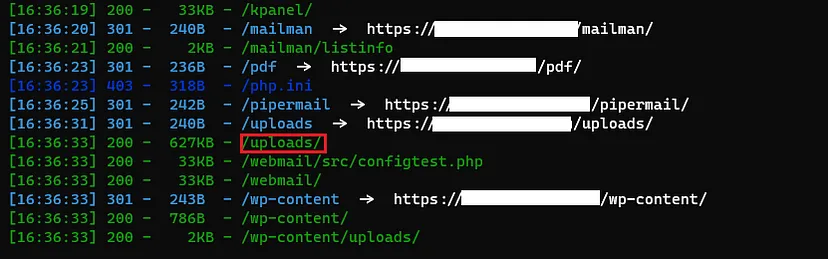 [16:36:19] 200 - 33KB - /kpanel/
[16:36:20] 301 - 240B - /mailman -> https://                /mailman/
[16:36:21] 200 - 2KB - /mailman/listinfo
[16:36:23] 301 - 236B - /pdf -> https://                /pdf/
[16:36:23] 403 - 318B - /php.ini
[16:36:25] 301 - 242B - /pipermail -> https://                /pipermail/
[16:36:31] 301 - 240B - /uploads -> https://                /uploads/
[16:36:33] 200 - 627KB - /uploads/
[16:36:33] 200 - 33KB - /webmail/src/configtest.php
[16:36:33] 200 - 33KB - /webmail/
[16:36:33] 301 - 243B - /wp-content -> https://                /wp-content/
[16:36:33] 200 - 786B - /wp-content/
[16:36:33] 200 - 2KB - /wp-content/uploads/